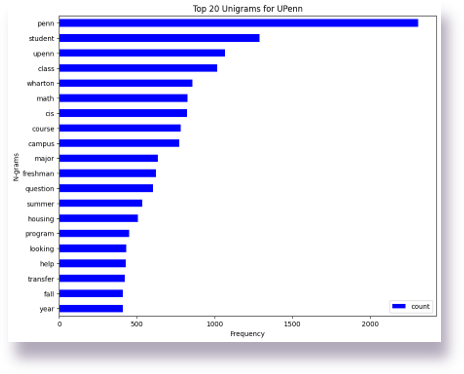 Top 20 Unigrams for UPenn
N-grams
penn
student
upenn
class
wharton
math
cis
course
campus
major
freshman
question
summer
housing
program
looking
help
transfer
fall
year
count
0 500 1000 1500 2000
Frequency